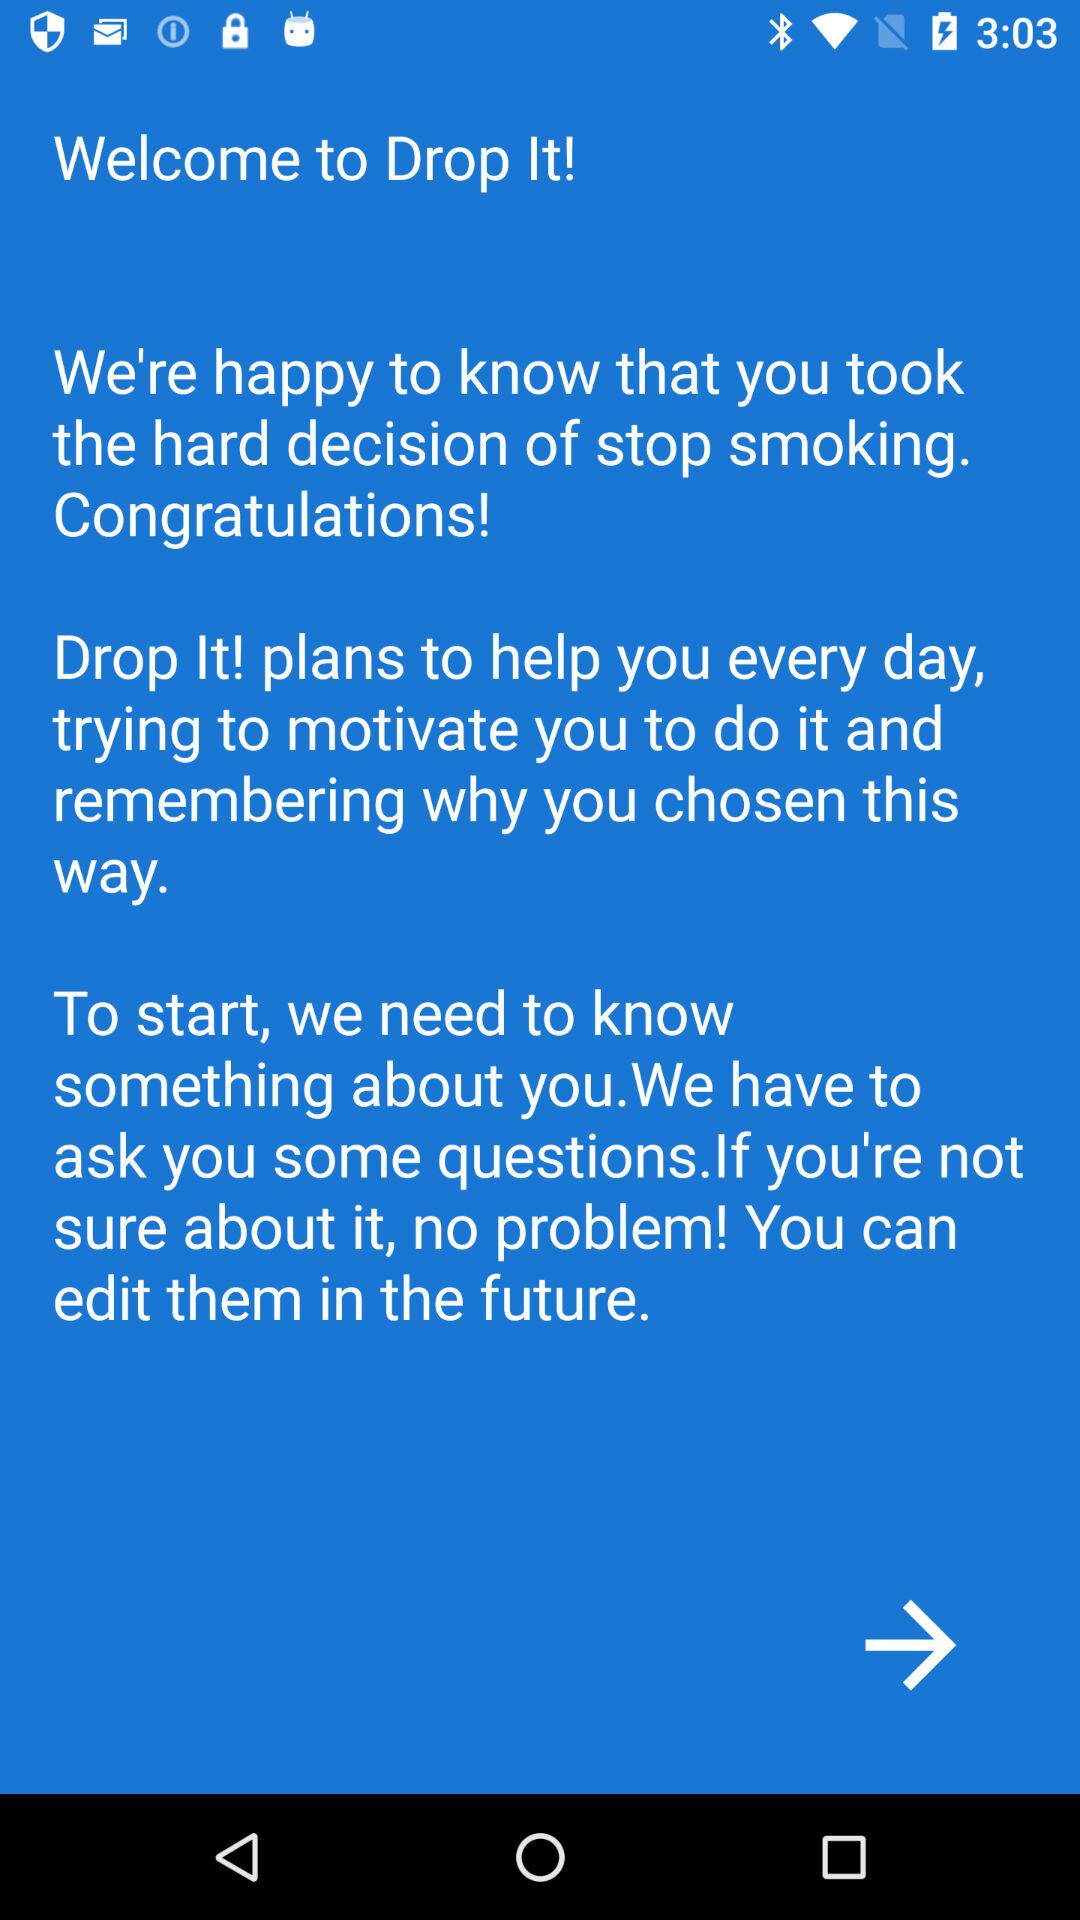 3:03
Welcome to Drop It!
We're happy to know that you took
the hard decision of stop smoking.
Congratulations!
Drop It! plans to help you every day,
trying to motivate you to do it and
remembering why you chosen this
way.
To start, we need to know
something about you.We have to
ask you some questions.If you're not
sure about it, no problem! You can
edit them in the future.